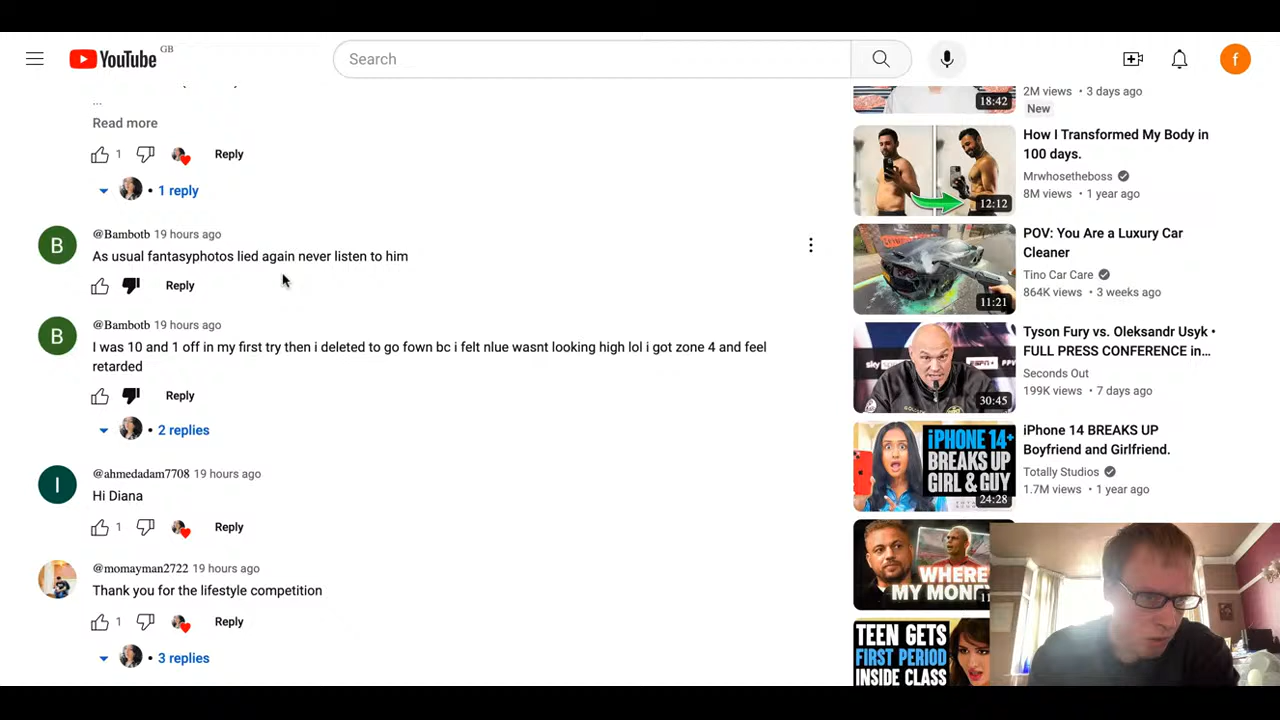 YouTube GB
Search
f
...
Read more
1
Reply
1 reply
B
@Bambotb 19 hours ago
As usual fantasyphotos lied again never listen to him
Reply
B
@Bambotb 19 hours ago
I was 10 and 1 off in my first try then i deleted to go fown bc i felt nlue wasnt looking high lol i got zone 4 and feel
retarded
Reply
2 replies
I
@ahmedadam7708 19 hours ago
Hi Diana
1
Reply
@momayman2722 19 hours ago
Thank you for the lifestyle competition
1
Reply
3 replies
18:42
2M views • 3 days ago
New
12:12
How I Transformed My Body in
100 days.
Mrwhosetheboss
8M views • 1 year ago
11:21
POV: You Are a Luxury Car
Cleaner
Tino Car Care
864K views • 3 weeks ago
sky
ESPN+
30:45
Tyson Fury vs. Oleksandr Usyk •
FULL PRESS CONFERENCE in...
Seconds Out
199K views • 7 days ago
iPHONE 14+
BREAKS UP
GIRL & GUY
24:28
iPhone 14 BREAKS UP
Boyfriend and Girlfriend.
Totally Studios
1.7M views • 1 year ago
WHERE
MY MON
TEEN GETS
FIRST PERIOD
INSIDE CLASS